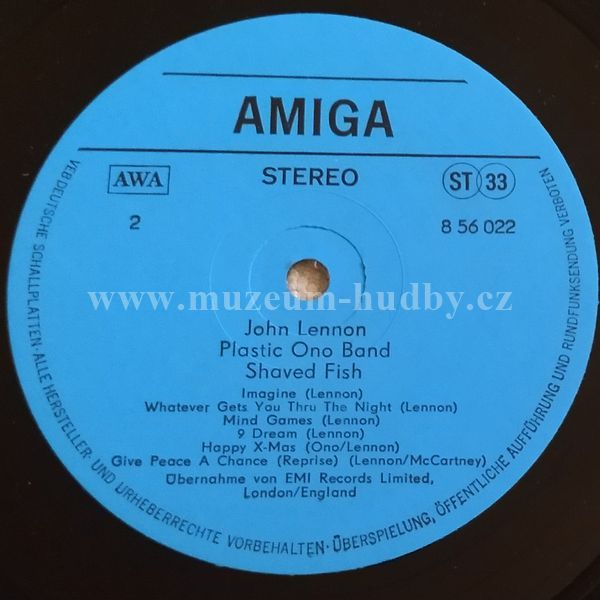 AMIGA
AWA
STEREO
ST 33
2
8 56 022
www.muzeum-hudby.cz
John Lennon
Plastic Ono Band
Shaved Fish
Imagine (Lennon)
Whatever Gets You Thru The Night (Lennon)
Mind Games (Lennon)
9 Dream (Lennon)
Happy X-Mas (Ono/Lennon)
Give Peace A Chance (Reprise) (Lennon/McCartney)
Übernahme von EMI Records Limited,
London/England
VEB DEUTSCHE SCHALLPLATTEN · ALLE HERSTELLER- UND URHEBERRECHTE VORBEHALTEN · ÜBERSPIELUNG, ÖFFENTLICHE AUFFÜHRUNG UND RUNDFUNKSENDUNG VERBOTEN